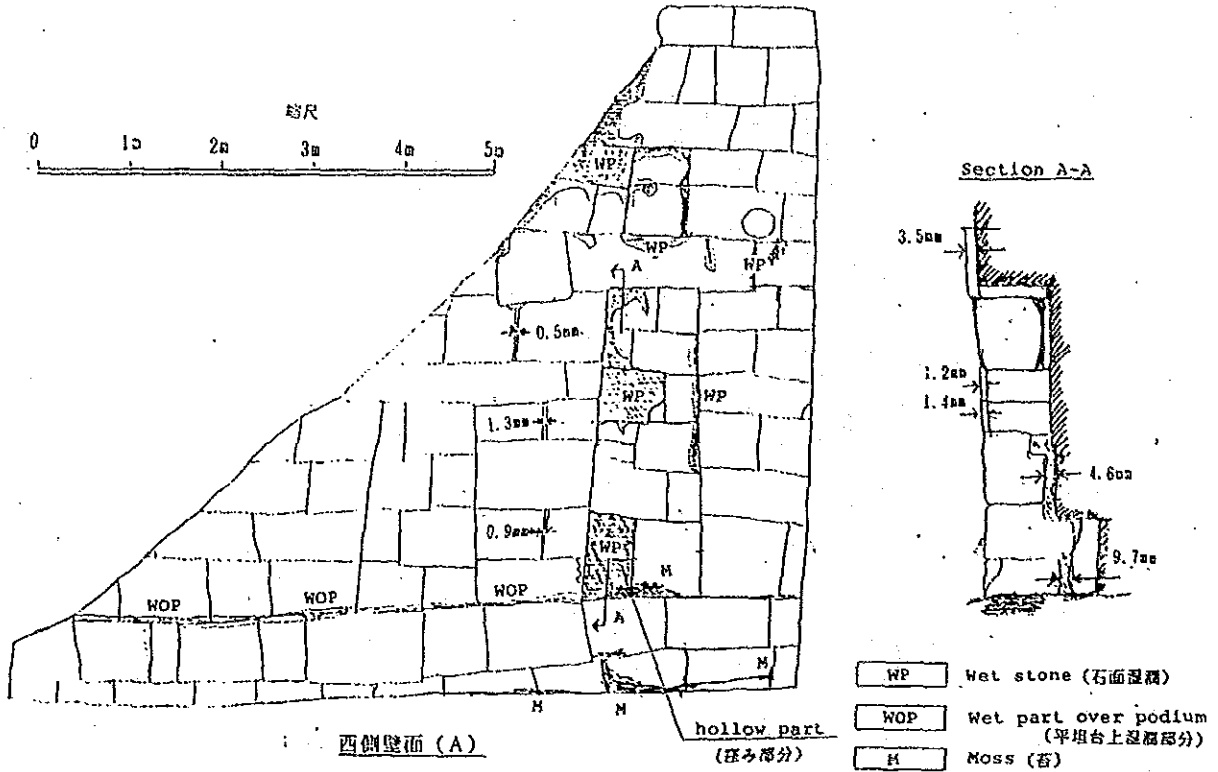 縮尺
0 1m 2m 3m 4m 5m
WP
WP
WP
A
0.5mm
WP
WP
1.3mm
0.9mm
WP
M
WOP
WOP
WOP
A
M
M
M
西側壁面 (A)
hollow part
(窪み部分)
Section A-A
3.5mm
1.2mm
1.4mm
4.6mm
9.7mm
WP Wet stone (石面湿潤)
WOP Wet part over podium
(平坦台上湿潤部分)
M Moss (苔)